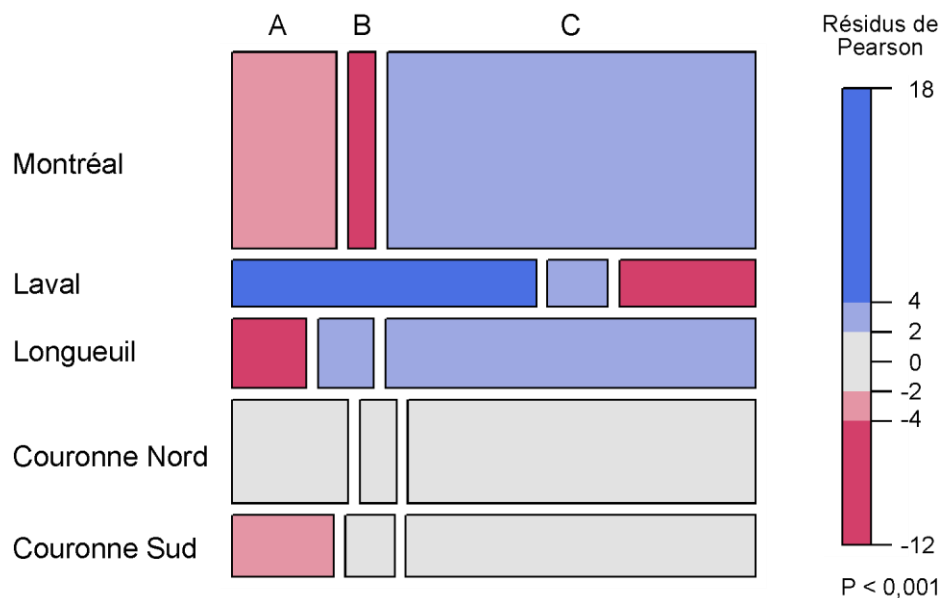 A B C
Résidus de
Pearson
18
Montréal
Laval
4
2
Longueuil
0
-2
-4
Couronne Nord
Couronne Sud
-12
P < 0,001